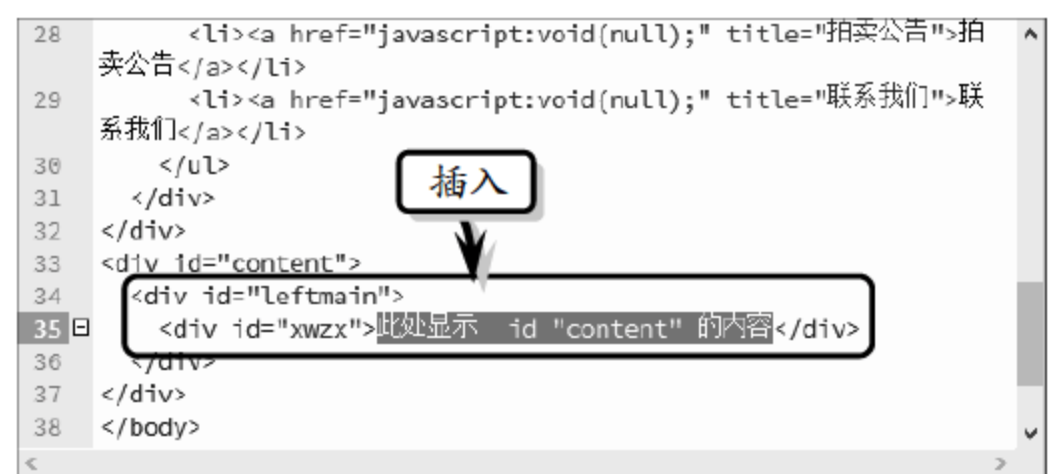 28 <li><a href="javascript:void(null);" title="拍卖公告">拍
卖公告</a></li>
29 <li><a href="javascript:void(null);" title="联系我们">联
系我们</a></li>
30 </ul>
插入
31 </div>
32 </div>
33 <div id="content">
34 <div id="leftmain">
35 <div id="xwzx">此处显示 id "content" 的内容</div>
36 </div>
37 </div>
38 </body>